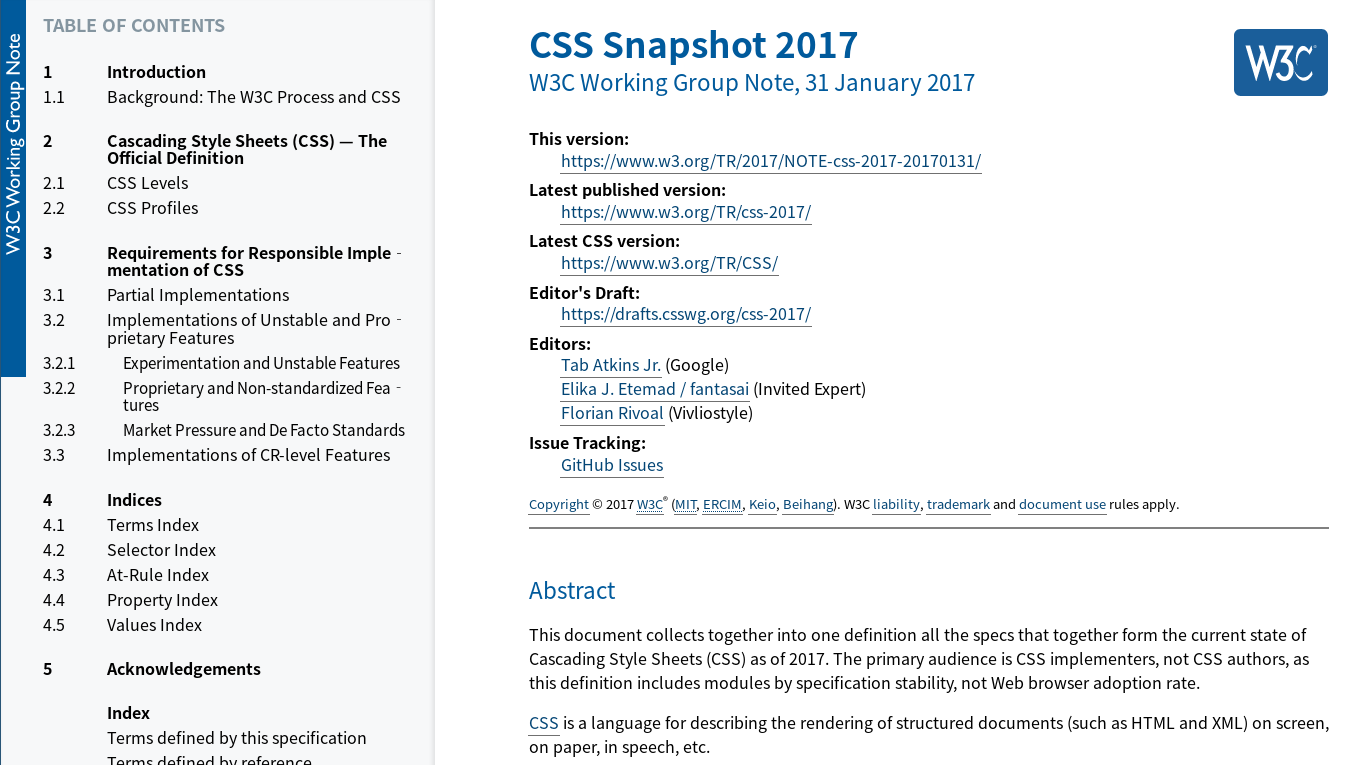 W3C Working Group Note
TABLE OF CONTENTS
1 Introduction
1.1 Background: The W3C Process and CSS
2 Cascading Style Sheets (CSS) — The
Official Definition
2.1 CSS Levels
2.2 CSS Profiles
3 Requirements for Responsible Imple-
mentation of CSS
3.1 Partial Implementations
3.2 Implementations of Unstable and Pro-
prietary Features
3.2.1 Experimentation and Unstable Features
3.2.2 Proprietary and Non-standardized Fea-
tures
3.2.3 Market Pressure and De Facto Standards
3.3 Implementations of CR-level Features
4 Indices
4.1 Terms Index
4.2 Selector Index
4.3 At-Rule Index
4.4 Property Index
4.5 Values Index
5 Acknowledgements
Index
Terms defined by this specification
Terms defined by reference
CSS Snapshot 2017
W3C Working Group Note, 31 January 2017
W3C®
This version:
https://www.w3.org/TR/2017/NOTE-css-2017-20170131/
Latest published version:
https://www.w3.org/TR/css-2017/
Latest CSS version:
https://www.w3.org/TR/CSS/
Editor's Draft:
https://drafts.csswg.org/css-2017/
Editors:
Tab Atkins Jr. (Google)
Elika J. Etemad / fantasai (Invited Expert)
Florian Rivoal (Vivliostyle)
Issue Tracking:
GitHub Issues
Copyright © 2017 W3C® (MIT, ERCIM, Keio, Beihang). W3C liability, trademark and document use rules apply.
Abstract
This document collects together into one definition all the specs that together form the current state of
Cascading Style Sheets (CSS) as of 2017. The primary audience is CSS implementers, not CSS authors, as
this definition includes modules by specification stability, not Web browser adoption rate.
CSS is a language for describing the rendering of structured documents (such as HTML and XML) on screen,
on paper, in speech, etc.